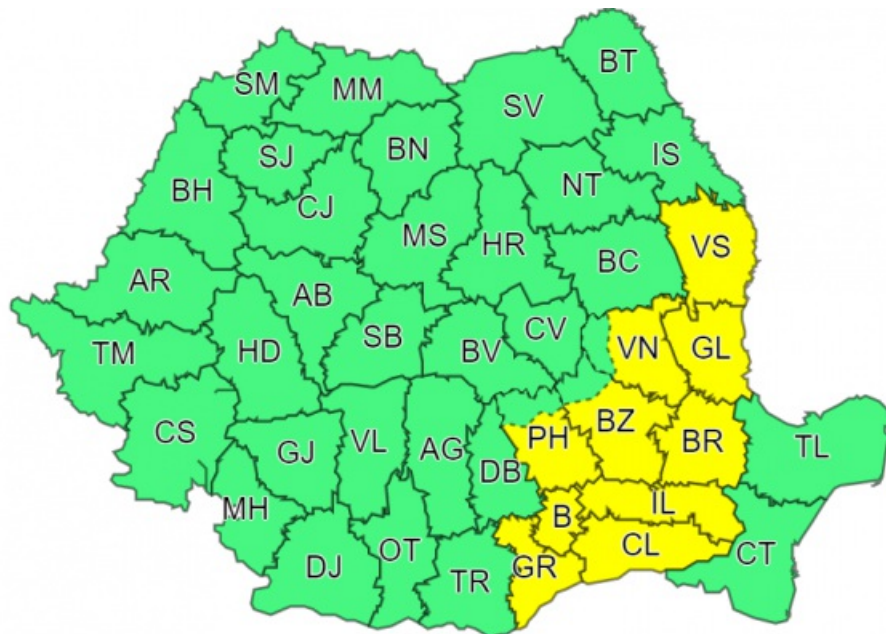 BT
SM
MM
SV
IS
SJ
BN
NT
BH
CJ
MS
HR
VS
BC
AR
AB
CV
SB
BV
VN
GL
TM
HD
CS
VL
AG
PH
BZ
BR
TL
GJ
DB
MH
B
IL
DJ
OT
TR
GR
CL
CT